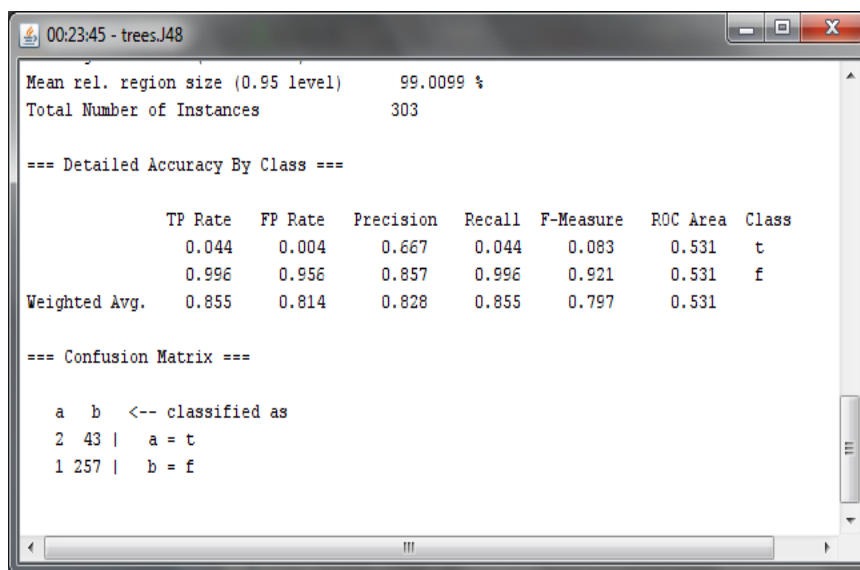 00:23:45 - trees.J48
Mean rel. region size (0.95 level) 99.0099 %
Total Number of Instances 303
=== Detailed Accuracy By Class ===
TP Rate FP Rate Precision Recall F-Measure ROC Area Class
0.044 0.004 0.667 0.044 0.083 0.531 t
0.996 0.956 0.857 0.996 0.921 0.531 f
Weighted Avg. 0.855 0.814 0.828 0.855 0.797 0.531
=== Confusion Matrix ===
a b <-- classified as
2 43 | a = t
1 257 | b = f